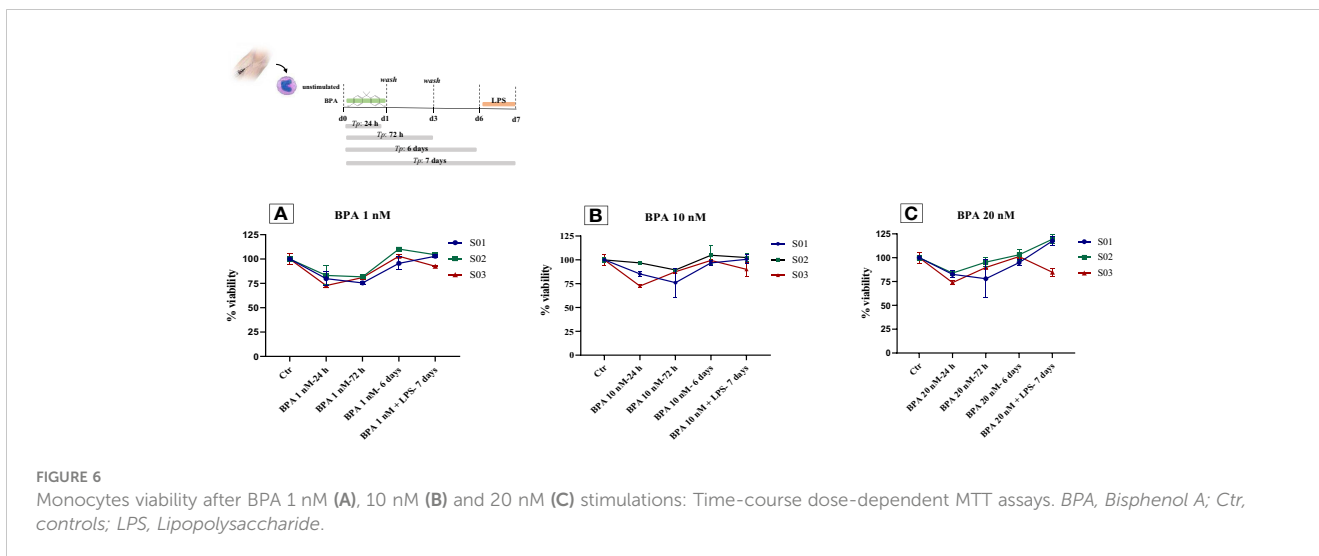 unstimulated
wash
wash
BPA
LPS
d0
d1
d3
d6
d7
Tp: 24 h
Tp: 72 h
Tp: 6 days
Tp: 7 days
A
BPA 1 nM
% viability
125
100
75
50
25
0
Ctr
BPA 1 nM-24 h
BPA 1 nM-72 h
BPA 1 nM- 6 days
BPA 1 nM + LPS- 7 days
S01
S02
S03
B
BPA 10 nM
% viability
125
100
75
50
25
0
Ctr
BPA 10 nM-24 h
BPA 10 nM-72 h
BPA 10 nM- 6 days
BPA 10 nM + LPS- 7 days
S01
S02
S03
C
BPA 20 nM
% viability
125
100
75
50
25
0
Ctr
BPA 20 nM-24 h
BPA 20 nM-72 h
BPA 20 nM- 6 days
BPA 20 nM + LPS- 7 days
S01
S02
S03
FIGURE 6
Monocytes viability after BPA 1 nM (A), 10 nM (B) and 20 nM (C) stimulations: Time-course dose-dependent MTT assays. BPA, Bisphenol A; Ctr,
controls; LPS, Lipopolysaccharide.